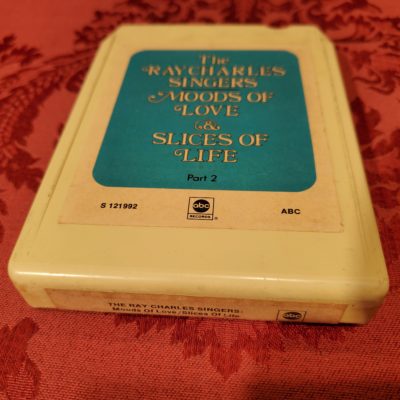 The
RAY CHARLES
SINGERS
MOODS OF
LOVE
&
SLICES OF
LIFE
Part 2
S 121992
abc
RECORDS
ABC
THE RAY CHARLES SINGERS:
Moods Of Love/Slices Of Life
abc